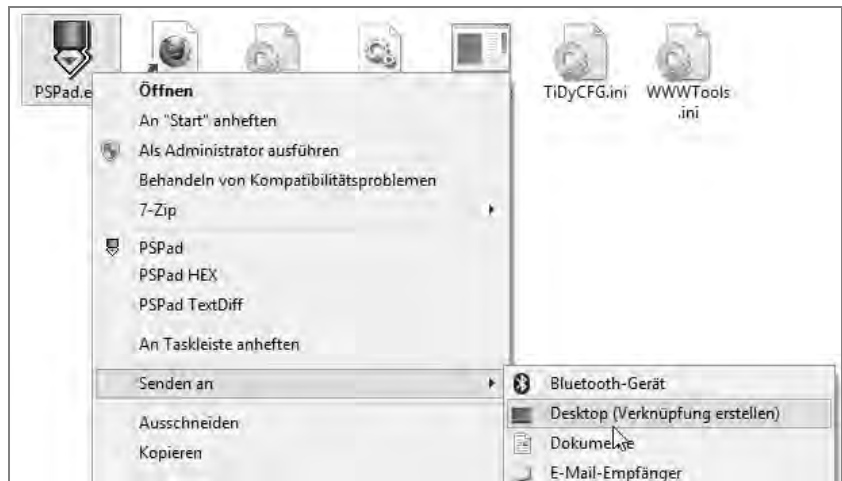 PSPad.e
TiDyCFG.ini
WWWTools
.ini
Öffnen
An "Start" anheften
Als Administrator ausführen
Behandeln von Kompatibilitätsproblemen
7-Zip
PSPad
PSPad HEX
PSPad TextDiff
An Taskleiste anheften
Senden an
Ausschneiden
Kopieren
Bluetooth-Gerät
Desktop (Verknüpfung erstellen)
Dokumente
E-Mail-Empfänger